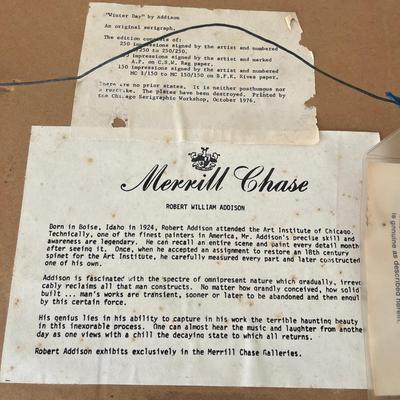 "Winter Day" by Addison
An original serigraph.
The edition consists of:
250 impressions signed by the artist and numbered
to 250/250.
impressions signed by the artist and marked
A.P. on C.S.W. Rag paper.
150 impressions signed by the artist and numbered
MC 1/150 to MC 150/150 on B.F.K. Rives paper.
There are no prior states. It is neither posthumous nor
a restrike. The plates have been destroyed. Printed by
the Chicago Serigraphic Workshop, October 1976.
Merrill Chase
ROBERT WILLIAM ADDISON
Born in Boise, Idaho in 1924, Robert Addison attended the Art Institute of Chicago.
Technically, one of the finest painters in America, Mr. Addison's precise skill and
awareness are legendary. He can recall an entire scene and paint every detail month
after seeing it. Once, when he accepted an assignment to restore an 18th century
spinet for the Art Institute, he carefully measured every part and later constructed
one of his own.
Addison is fascinated with the spectre of omnipresent nature which gradually, irrevo
cably reclaims all that man constructs. No matter how grandly conceived, how solid
built ... man's works are transient, sooner or later to be abandoned and then engul
by this certain force.
His genius lies in his ability to capture in his work the terrible haunting beauty
in this inexorable process. One can almost hear the music and laughter from another
day as one views with a chill the decaying state to which all returns.
Robert Addison exhibits exclusively in the Merrill Chase Galleries.
is genuine as described herein.